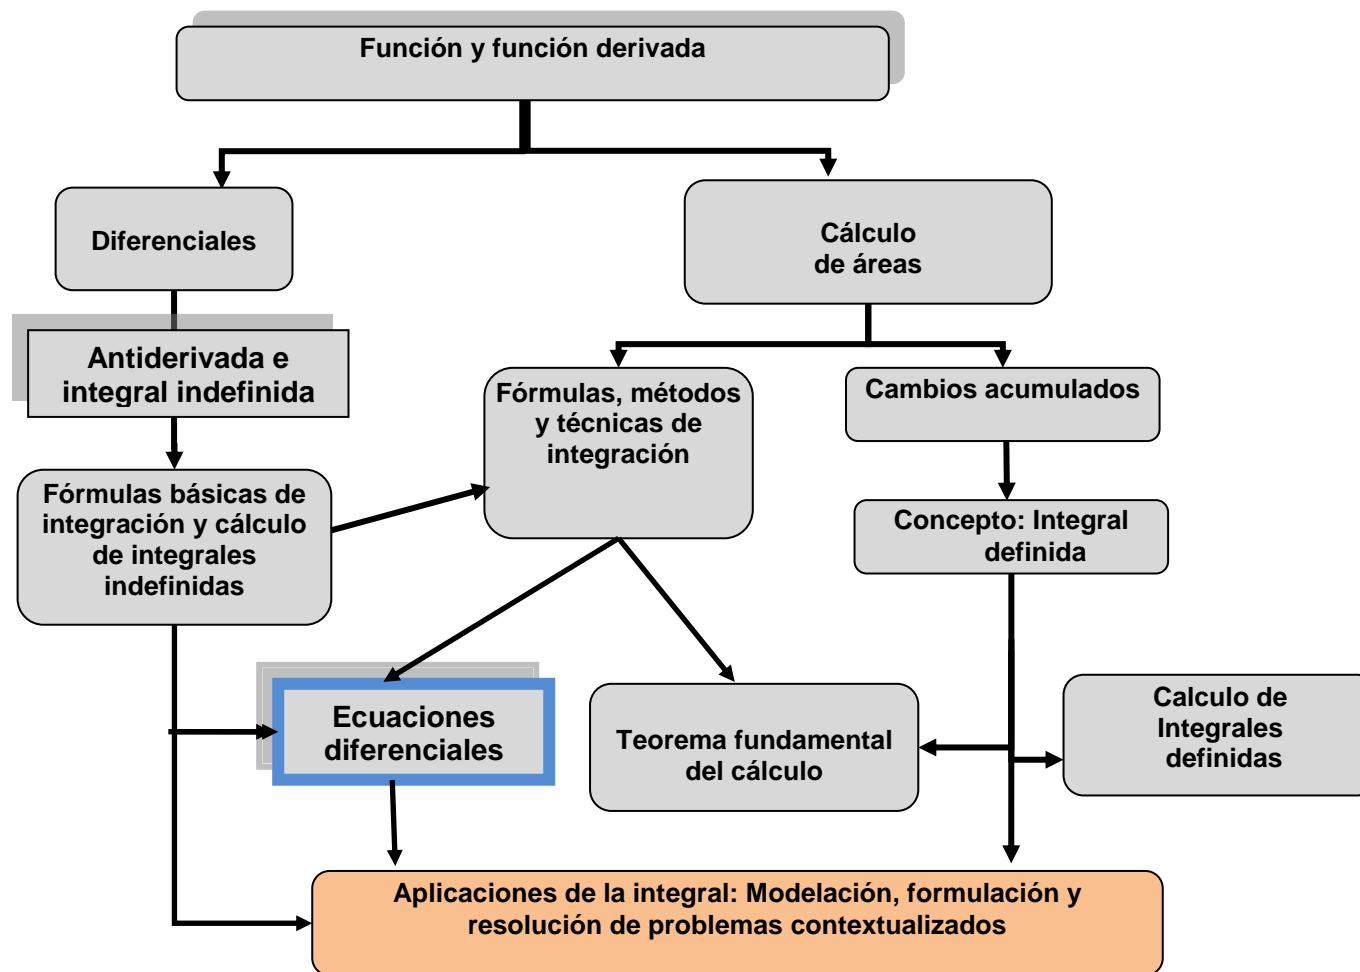 Función y función derivada
Diferenciales
Cálculo
de áreas
Antiderivada e
integral indefinida
Fórmulas, métodos
y técnicas de
integración
Cambios acumulados
Fórmulas básicas de
integración y cálculo
de integrales
indefinidas
Concepto: Integral
definida
Ecuaciones
diferenciales
Teorema fundamental
del cálculo
Calculo de
Integrales
definidas
Aplicaciones de la integral: Modelación, formulación y
resolución de problemas contextualizados